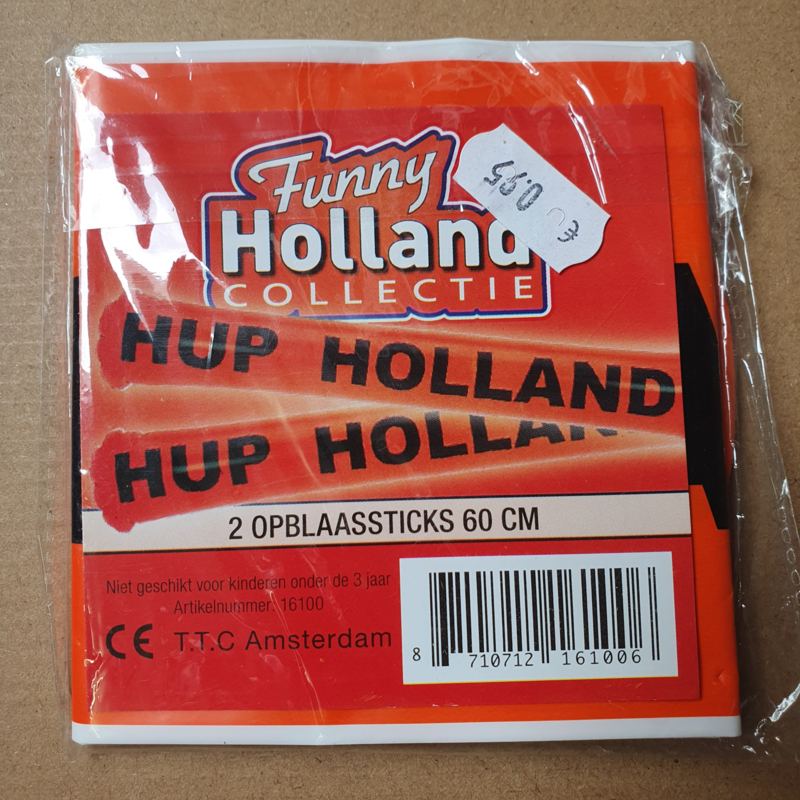 Funny
Holland
COLLECTIE
€ 0.95
HUP HOLLAND
HUP HOLLAN
2 OPBLAASSTICKS 60 CM
Niet geschikt voor kinderen onder de 3 jaar
Artikelnummer: 16100
CE T.T.C Amsterdam
8 710712 161006